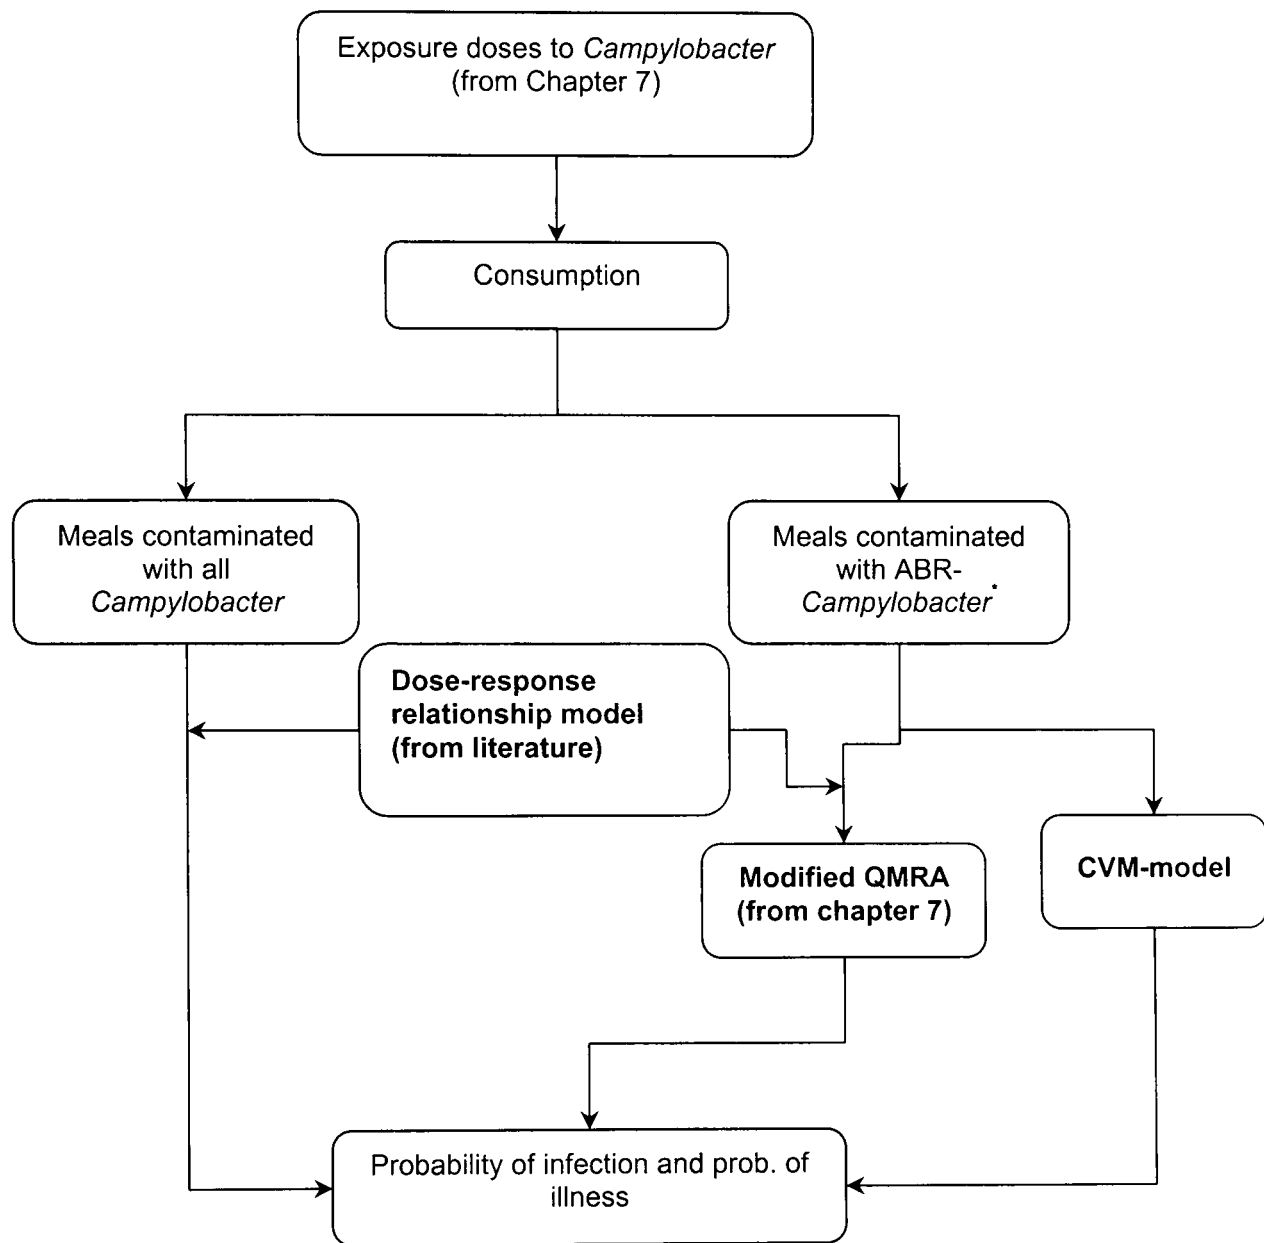 Exposure doses to Campylobacter
(from Chapter 7)
Consumption
Meals contaminated
with all
Campylobacter
Meals contaminated
with ABR-
Campylobacter*
Dose-response
relationship model
(from literature)
Modified QMRA
(from chapter 7)
CVM-model
Probability of infection and prob. of
illness